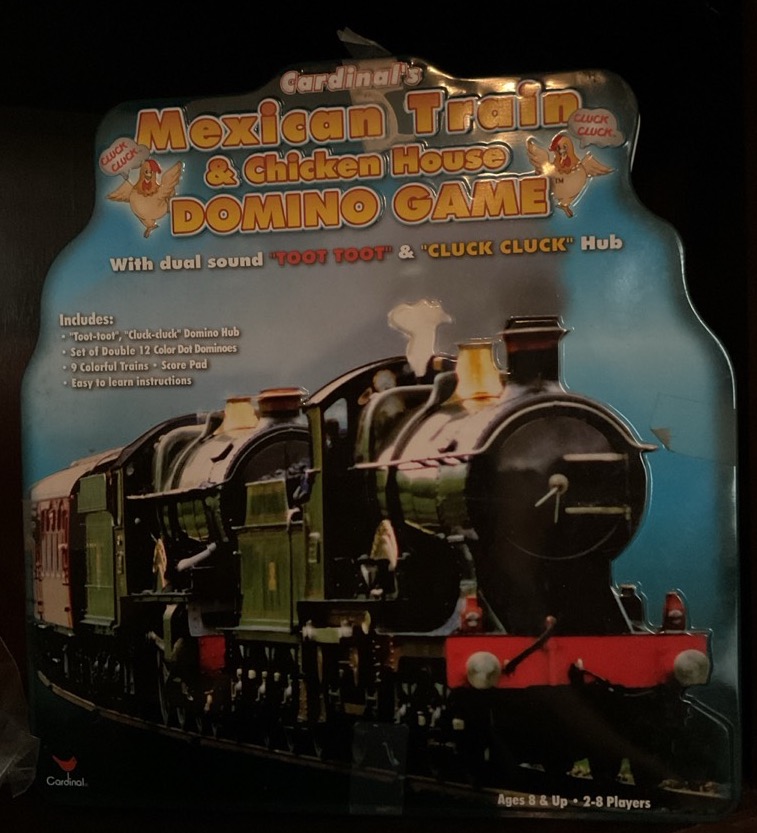 Cardinal's
Mexican Train
CLUCK CLUCK
CLUCK CLUCK
& Chicken House
DOMINO GAME™
With dual sound "TOOT TOOT" & "CLUCK CLUCK" Hub
Includes:
• "Toot-toot", "Cluck-cluck" Domino Hub
• Set of Double 12 Color Dot Dominoes
• 9 Colorful Trains • Score Pad
• Easy to learn instructions
Cardinal®
Ages 8 & Up • 2-8 Players